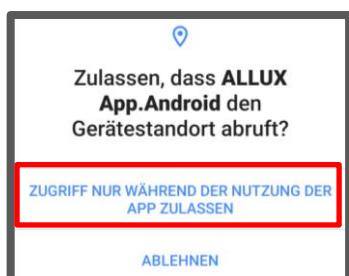 Zulassen, dass ALLUX
App.Android den
Gerätestandort abruft?
ZUGRIFF NUR WÄHREND DER NUTZUNG DER
APP ZULASSEN
ABLEHNEN